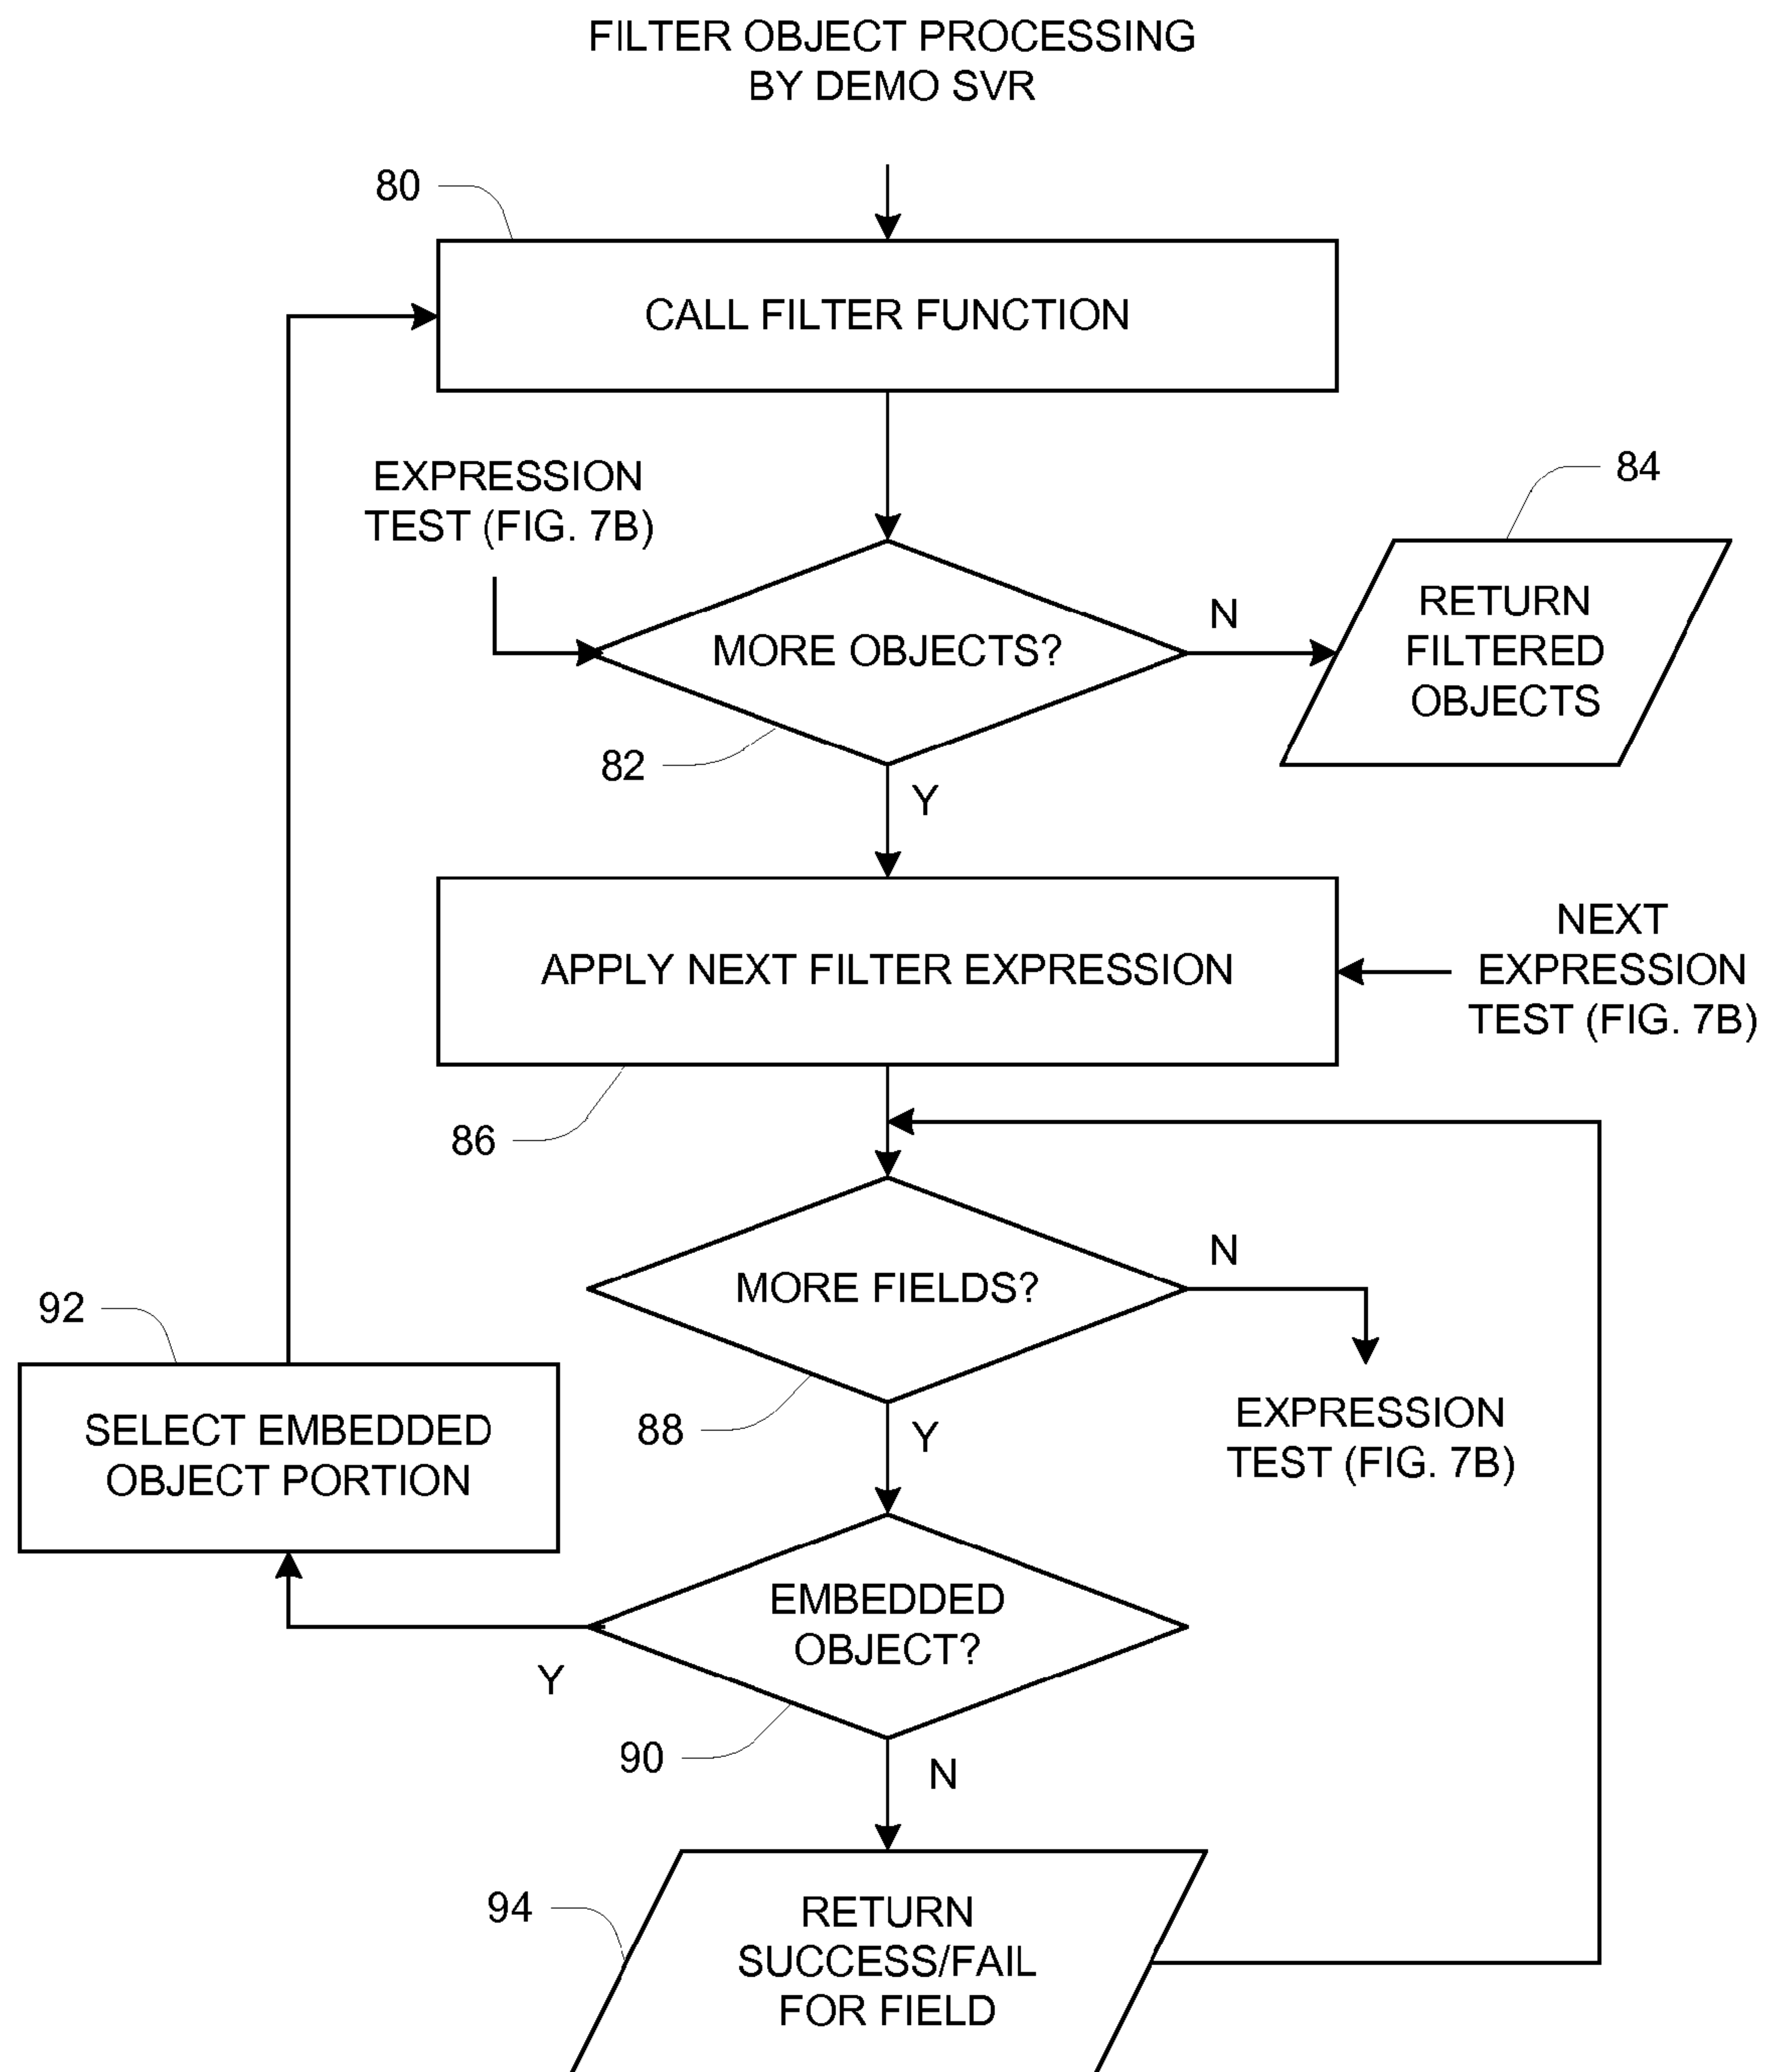 FILTER OBJECT PROCESSING
BY DEMO SVR
80
CALL FILTER FUNCTION
EXPRESSION
TEST (FIG. 7B)
84
RETURN
FILTERED
OBJECTS
MORE OBJECTS?
N
82
Y
APPLY NEXT FILTER EXPRESSION
NEXT
EXPRESSION
TEST (FIG. 7B)
86
MORE FIELDS?
N
92
SELECT EMBEDDED
OBJECT PORTION
88
Y
EXPRESSION
TEST (FIG. 7B)
EMBEDDED
OBJECT?
Y
90
N
94
RETURN
SUCCESS/FAIL
FOR FIELD